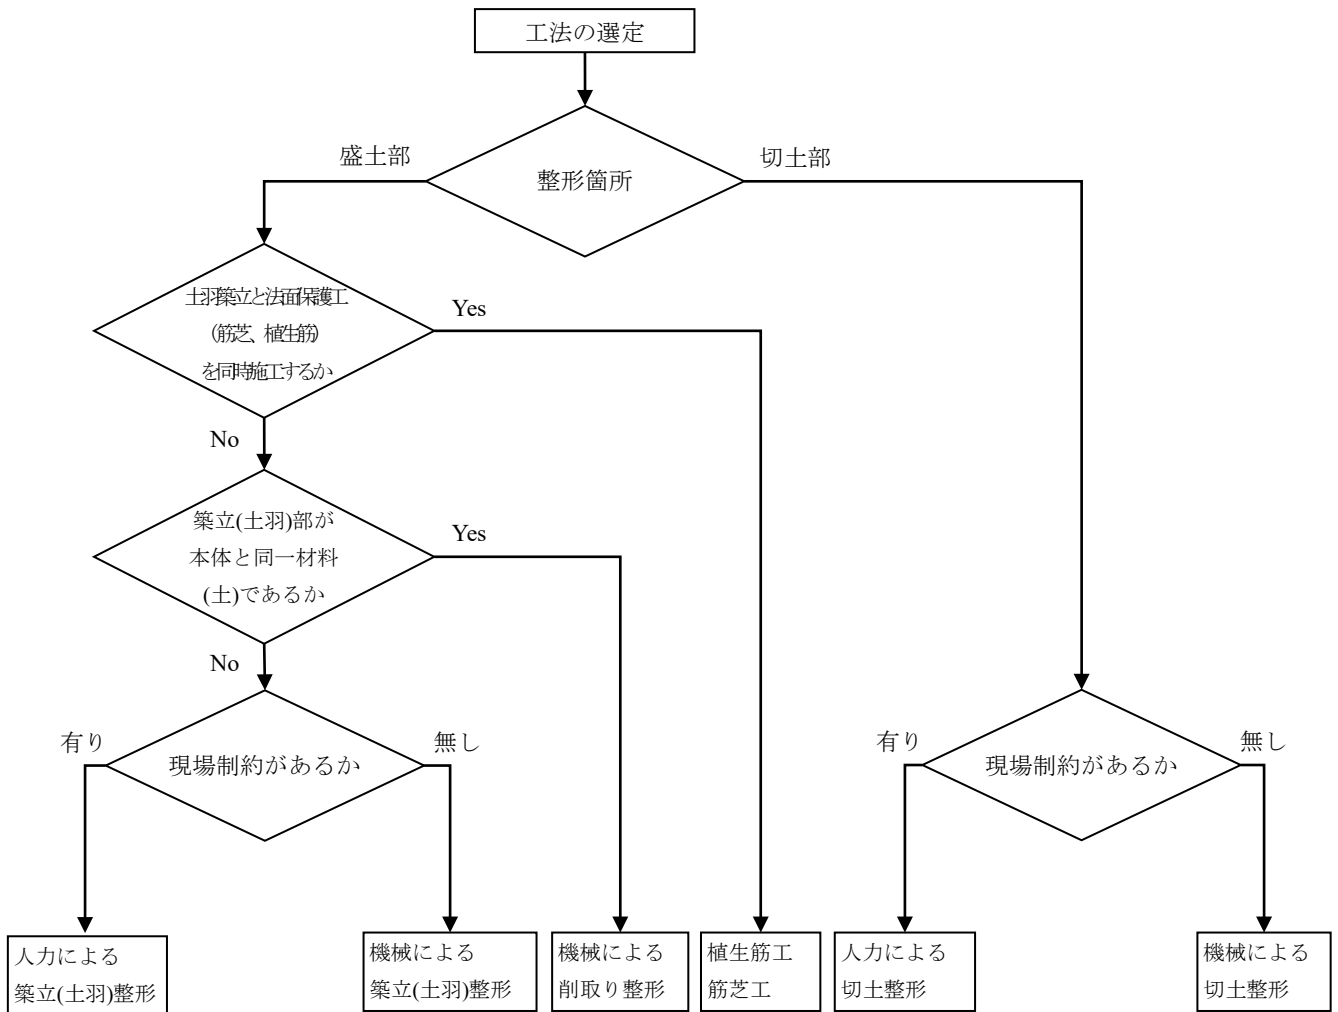 工法の選定
整形箇所
盛土部
切土部
土羽築立と法面保護工
(筋芝、植生筋)
を同時施工するか
Yes
No
築立(土羽)部が
本体と同一材料
(土)であるか
Yes
No
現場制約があるか
有り
無し
現場制約があるか
有り
無し
人力による
築立(土羽)整形
機械による
築立(土羽)整形
機械による
削取り整形
植生筋工
筋芝工
人力による
切土整形
機械による
切土整形